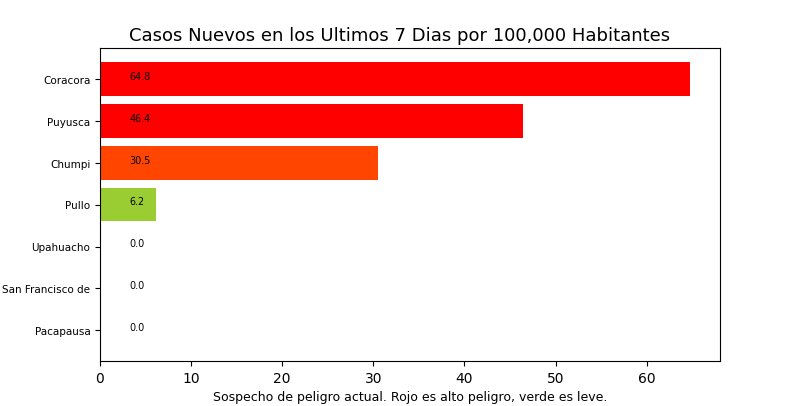 Casos Nuevos en los Ultimos 7 Dias por 100,000 Habitantes
Coracora 64.8
Puyusca 46.4
Chumpi 30.5
Pullo 6.2
Upahuacho 0.0
San Francisco de 0.0
Pacapausa 0.0
0 10 20 30 40 50 60
Sospecho de peligro actual. Rojo es alto peligro, verde es leve.